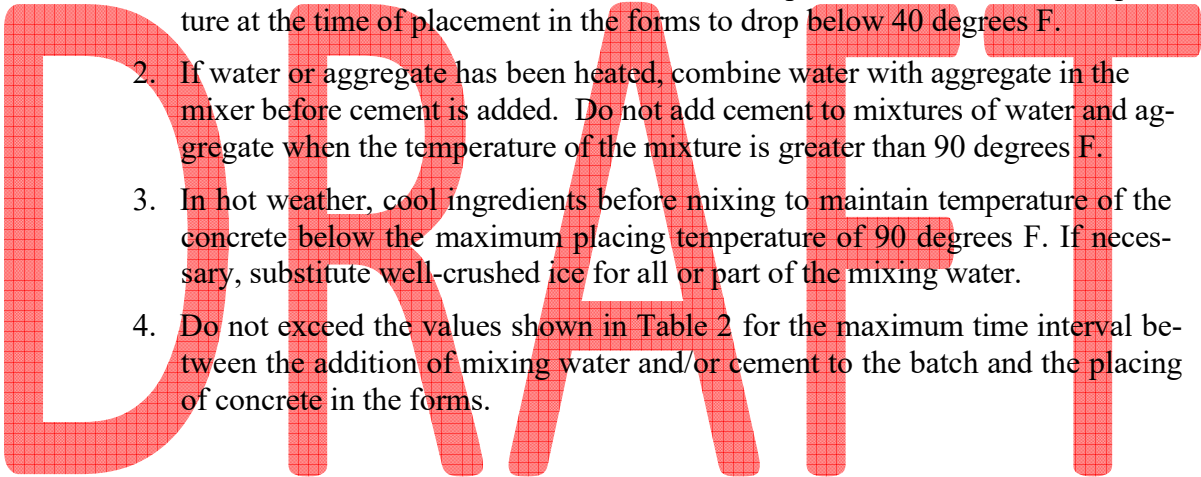 ture at the time of placement in the forms to drop below 40 degrees F.
2. If water or aggregate has been heated, combine water with aggregate in the
mixer before cement is added.  Do not add cement to mixtures of water and ag-
gregate when the temperature of the mixture is greater than 90 degrees F.
3. In hot weather, cool ingredients before mixing to maintain temperature of the
concrete below the maximum placing temperature of 90 degrees F. If neces-
sary, substitute well-crushed ice for all or part of the mixing water.
4. Do not exceed the values shown in Table 2 for the maximum time interval be-
tween the addition of mixing water and/or cement to the batch and the placing
of concrete in the forms.
DRAFT